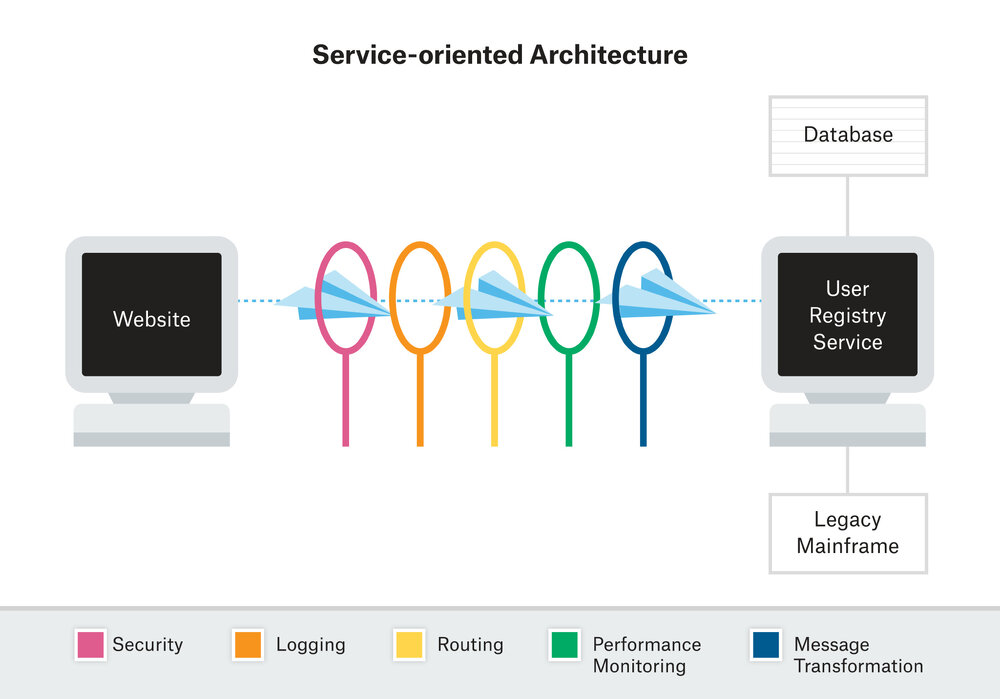 Service-oriented Architecture
Database
Website
User
Registry
Service
Legacy
Mainframe
Security
Logging
Routing
Performance
Monitoring
Message
Transformation